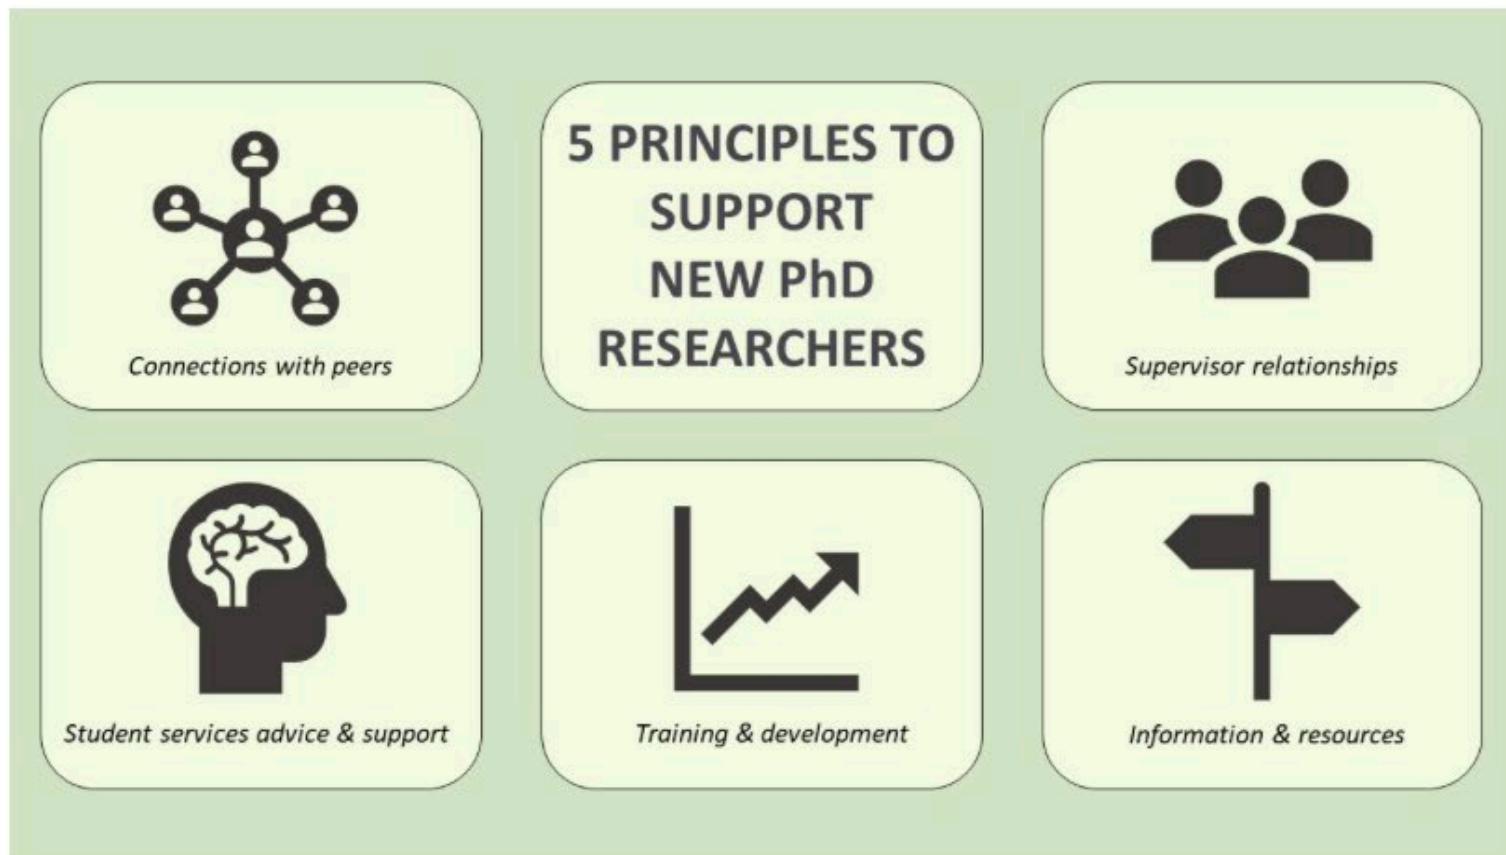 Connections with peers
5 PRINCIPLES TO
SUPPORT
NEW PhD
RESEARCHERS
Supervisor relationships
Student services advice & support
Training & development
Information & resources